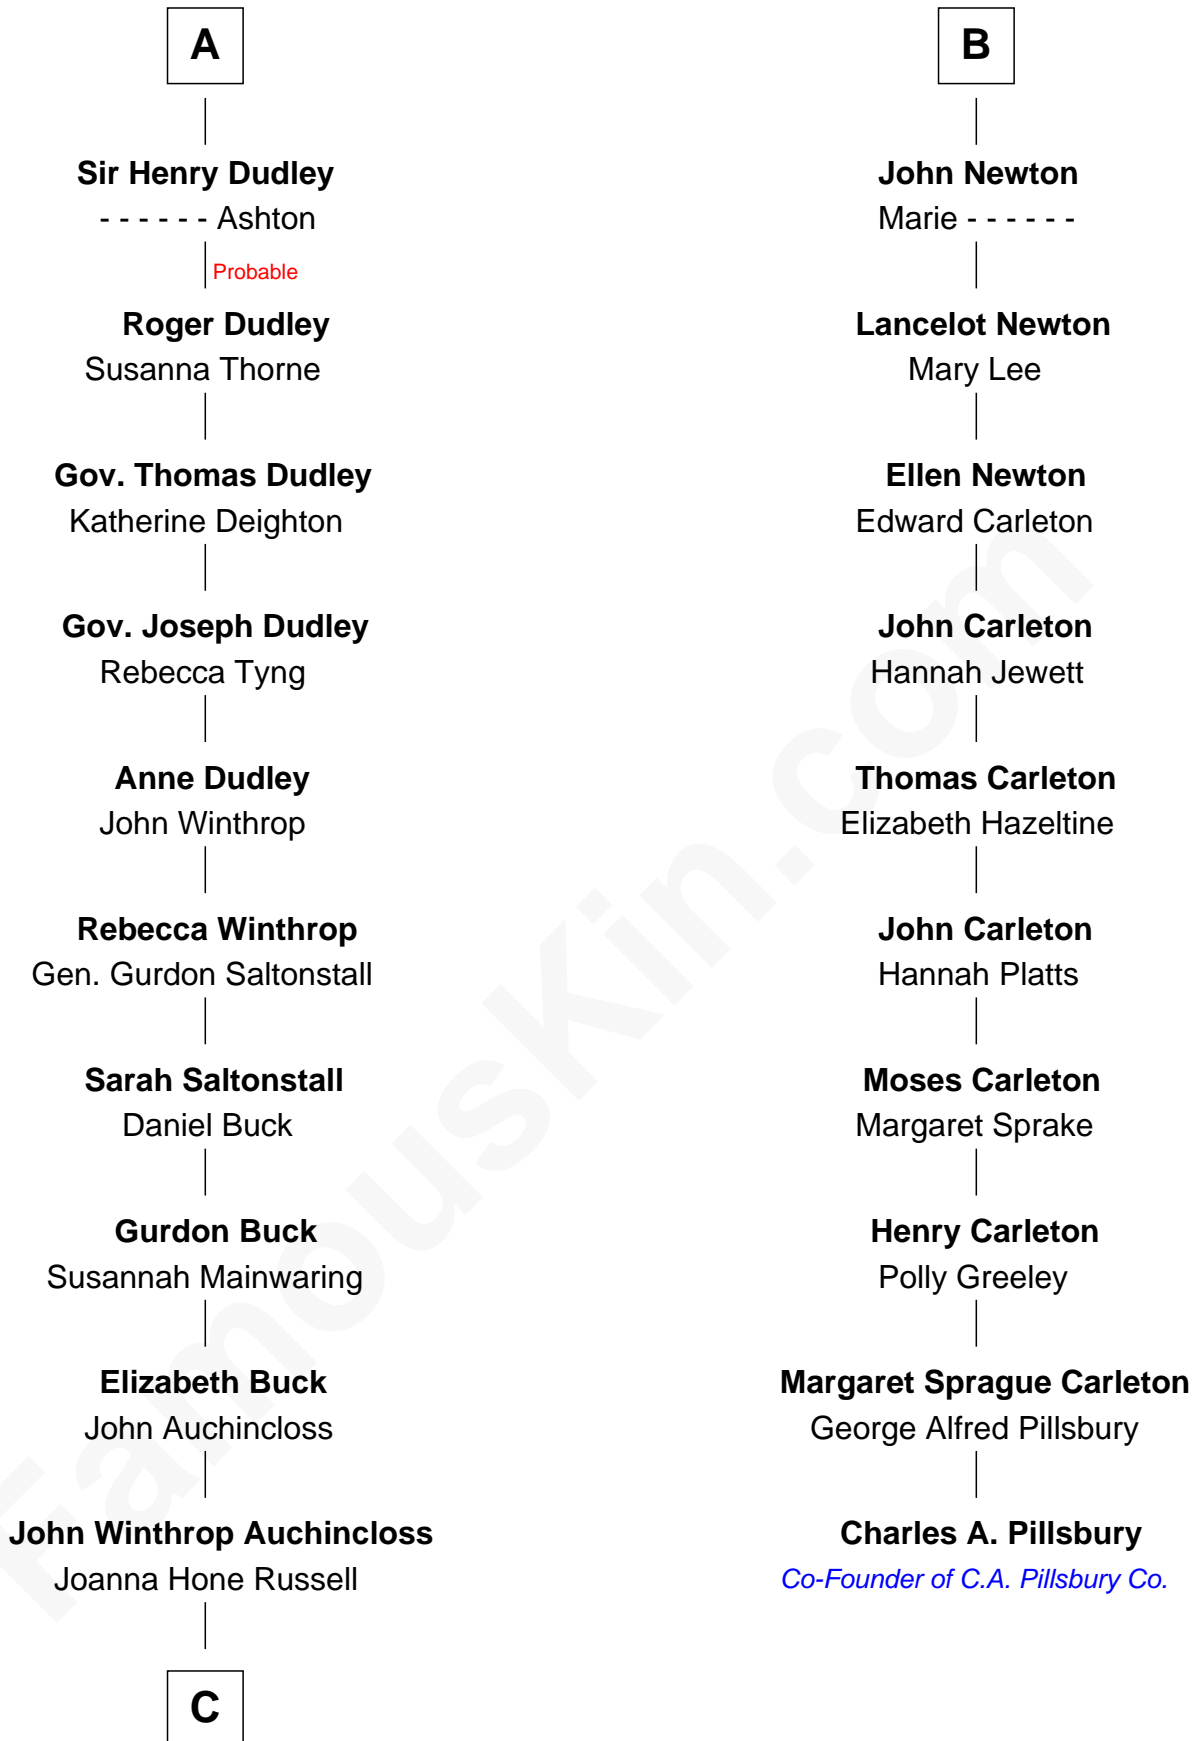 A
Sir Henry Dudley
- - - - - - Ashton
Probable
Roger Dudley
Susanna Thorne
Gov. Thomas Dudley
Katherine Deighton
Gov. Joseph Dudley
Rebecca Tyng
Anne Dudley
John Winthrop
Rebecca Winthrop
Gen. Gurdon Saltonstall
Sarah Saltonstall
Daniel Buck
Gurdon Buck
Susannah Mainwaring
Elizabeth Buck
John Auchincloss
John Winthrop Auchincloss
Joanna Hone Russell
C
B
John Newton
Marie - - - - - -
Lancelot Newton
Mary Lee
Ellen Newton
Edward Carleton
John Carleton
Hannah Jewett
Thomas Carleton
Elizabeth Hazeltine
John Carleton
Hannah Platts
Moses Carleton
Margaret Sprake
Henry Carleton
Polly Greeley
Margaret Sprague Carleton
George Alfred Pillsbury
Charles A. Pillsbury
Co-Founder of C.A. Pillsbury Co.
FamousKin.com